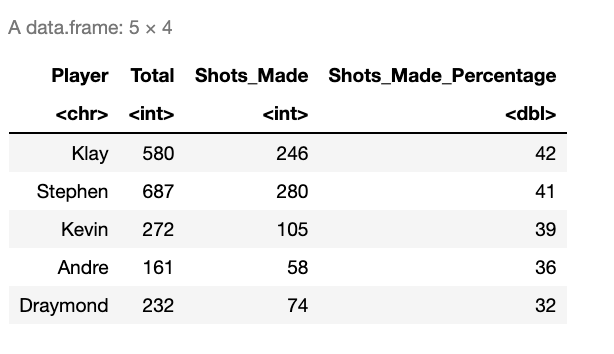 A data.frame: 5 × 4
Player Total Shots_Made Shots_Made_Percentage
<chr> <int> <int> <dbl>
Klay 580 246 42
Stephen 687 280 41
Kevin 272 105 39
Andre 161 58 36
Draymond 232 74 32